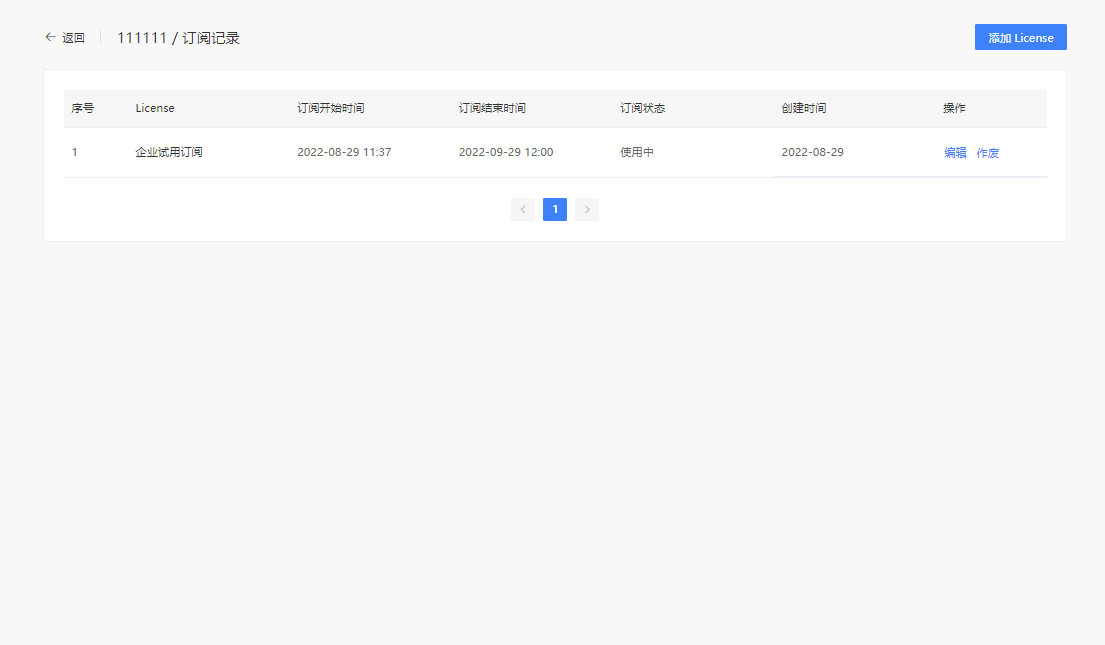 返回 111111 / 订阅记录 添加 License
序号 License 订阅开始时间 订阅结束时间 订阅状态 创建时间 操作
1 企业试用订阅 2022-08-29 11:37 2022-09-29 12:00 使用中 2022-08-29 编辑 作废
1